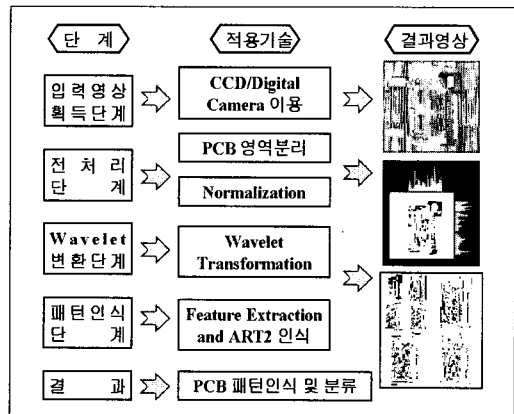 단 계
적용기술
결과영상
입력영상
획득단계
CCD/Digital
Camera 이용
전 처 리
단 계
PCB 영역분리
Normalization
Wavelet
변환단계
Wavelet
Transformation
패턴인식
단 계
Feature Extraction
and ART2 인식
결 과
PCB 패턴인식 및 분류